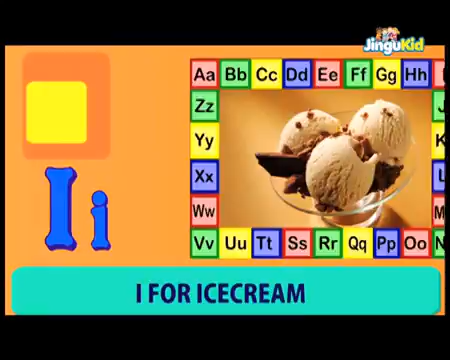 JinguKid
Aa Bb Cc Dd Ee Ff Gg Hh
Zz
Yy
Xx
Ww
Vv Uu Tt Ss Rr Qq Pp Oo
I i
I FOR ICECREAM